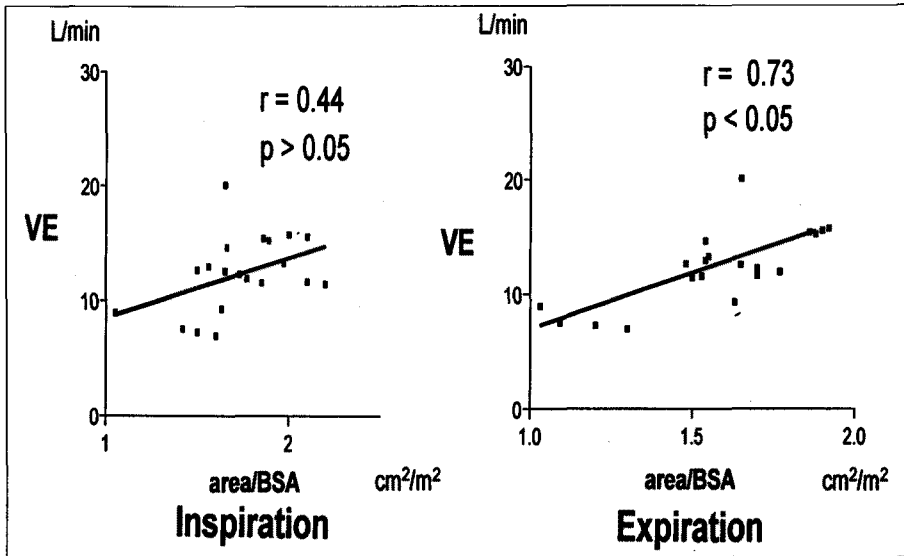 L/min
30
r = 0.44
p > 0.05
20
VE
10
0
1
2
area/BSA cm²/m²
Inspiration
L/min
30
r = 0.73
p < 0.05
20
VE
10
0
1.0
1.5
2.0
area/BSA cm²/m²
Expiration